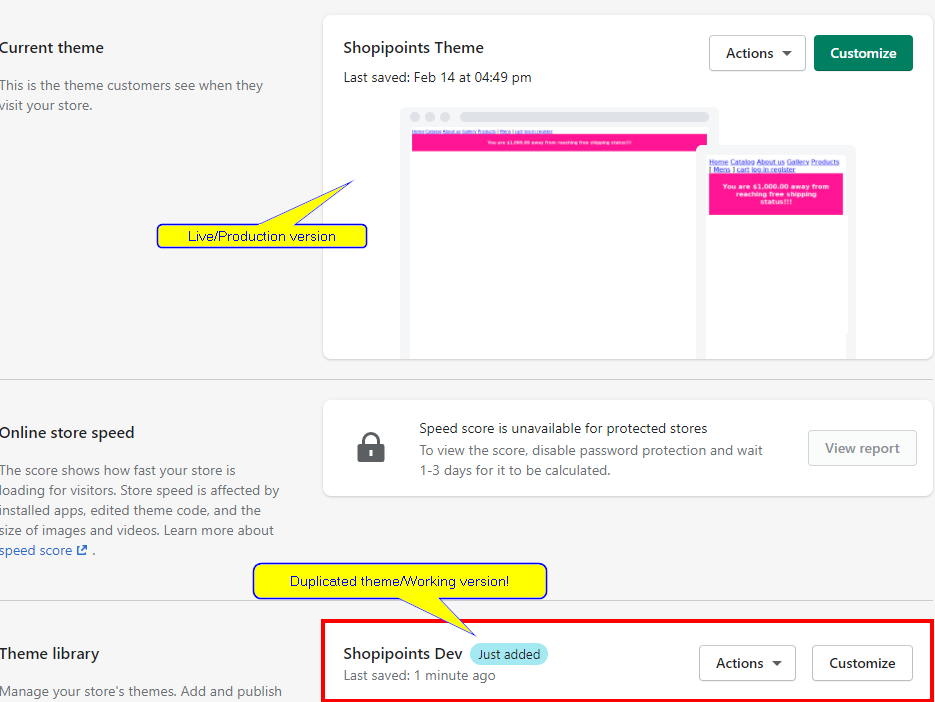 Current theme
This is the theme customers see when they
visit your store.
Shopipoints Theme
Last saved: Feb 14 at 04:49 pm
Actions
Customize
Home Catalog About us Gallery Products [ Mens ] cart log in register
You are $1,000.00 away from reaching free shipping status!!!
Home Catalog About us Gallery Products
[ Mens ] cart log in register
You are $1,000.00 away from
reaching free shipping
status!!!
Live/Production version
Online store speed
The score shows how fast your store is
loading for visitors. Store speed is affected by
installed apps, edited theme code, and the
size of images and videos. Learn more about
speed score .
Speed score is unavailable for protected stores
To view the score, disable password protection and wait
1-3 days for it to be calculated.
View report
Duplicated theme/Working version!
Theme library
Manage your store's themes. Add and publish
Shopipoints Dev
Just added
Last saved: 1 minute ago
Actions
Customize